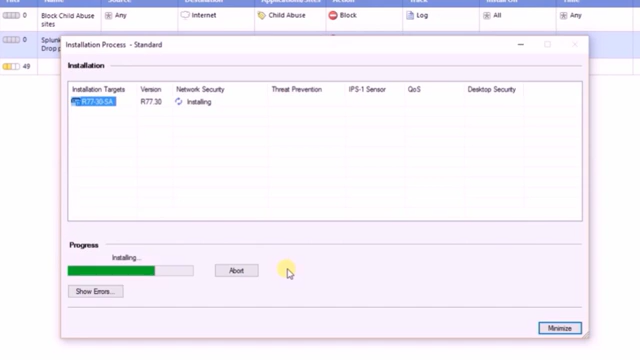 Hits Name Source Destination Applications/Sites Action Track Install On Time
0 Block Child Abuse sites Any Internet Child Abuse Block Log All Any
0 Splunk
Drop
49
Installation Process - Standard
Installation
Installation Targets Version Network Security Threat Prevention IPS-1 Sensor QoS Desktop Security
R77-30-SA R77.30 Installing
Progress
Installing...
Abort
Show Errors...
Minimize